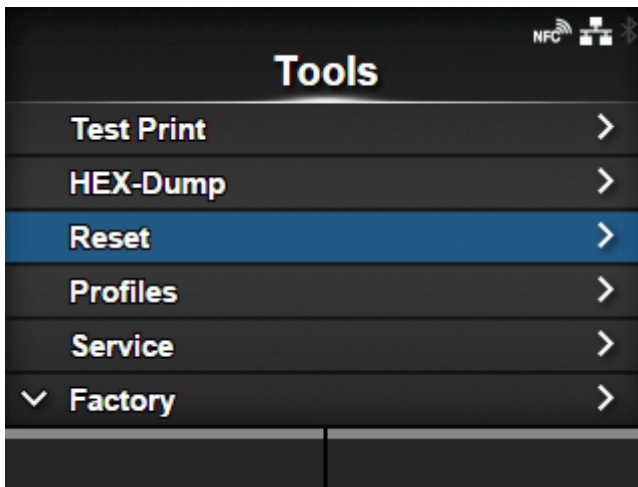 NFC
Tools
Test Print
HEX-Dump
Reset
Profiles
Service
Factory